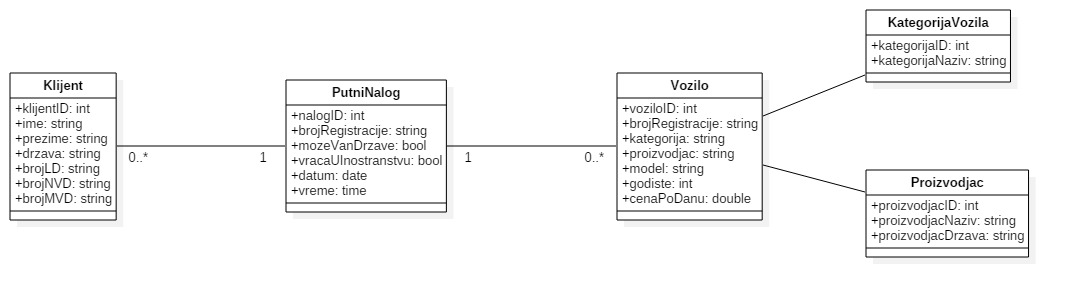 Klijent
+klijentID: int
+ime: string
+prezime: string
+drzava: string
+brojLD: string
+brojNVD: string
+brojMVD: string
0..*
1
PutniNalog
+nalogID: int
+brojRegistracije: string
+mozeVanDrzave: bool
+vracaUInostranstvu: bool
+datum: date
+vreme: time
1
0..*
Vozilo
+voziloID: int
+brojRegistracije: string
+kategorija: string
+proizvodjac: string
+model: string
+godiste: int
+cenaPoDanu: double
KategorijaVozila
+kategorijaID: int
+kategorijaNaziv: string
Proizvodjac
+proizvodjacID: int
+proizvodjacNaziv: string
+proizvodjacDrzava: string